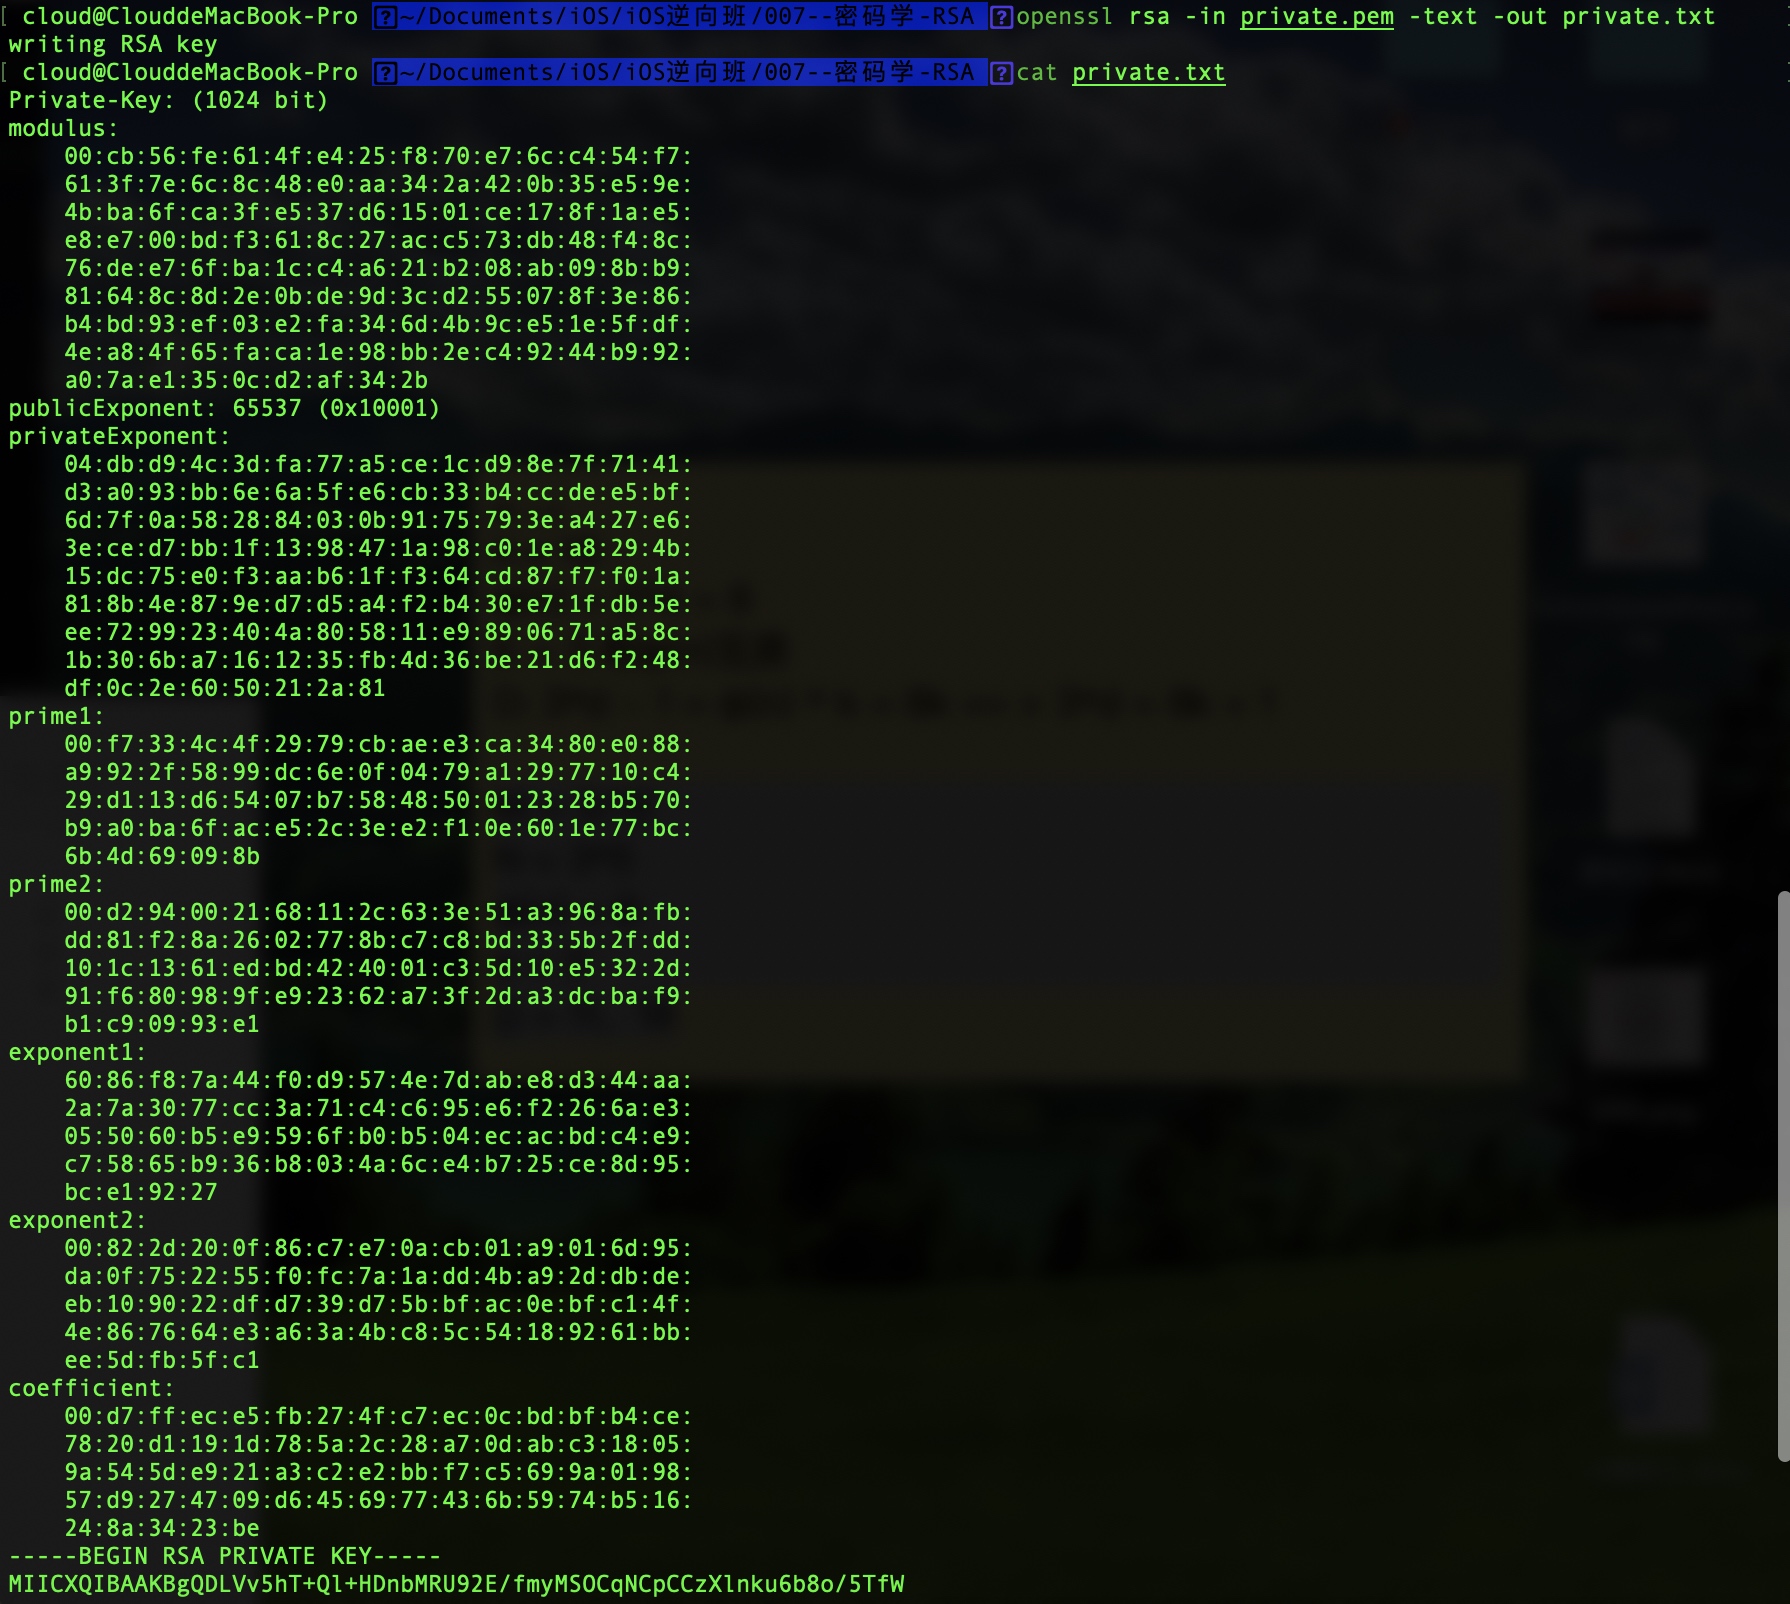 cloud@ClouddeMacBook-Pro ~/Documents/iOS/iOS逆向班/007--密码学-RSA openssl rsa -in private.pem -text -out private.txt
writing RSA key
cloud@ClouddeMacBook-Pro ~/Documents/iOS/iOS逆向班/007--密码学-RSA cat private.txt
Private-Key: (1024 bit)
modulus:
00:cb:56:fe:61:4f:e4:25:f8:70:e7:6c:c4:54:f7:
61:3f:7e:6c:8c:48:e0:aa:34:2a:42:0b:35:e5:9e:
4b:ba:6f:ca:3f:e5:37:d6:15:01:ce:17:8f:1a:e5:
e8:e7:00:bd:f3:61:8c:27:ac:c5:73:db:48:f4:8c:
76:de:e7:6f:ba:1c:c4:a6:21:b2:08:ab:09:8b:b9:
81:64:8c:8d:2e:0b:de:9d:3c:d2:55:07:8f:3e:86:
b4:bd:93:ef:03:e2:fa:34:6d:4b:9c:e5:1e:5f:df:
4e:a8:4f:65:fa:ca:1e:98:bb:2e:c4:92:44:b9:92:
a0:7a:e1:35:0c:d2:af:34:2b
publicExponent: 65537 (0x10001)
privateExponent:
04:db:d9:4c:3d:fa:77:a5:ce:1c:d9:8e:7f:71:41:
d3:a0:93:bb:6e:6a:5f:e6:cb:33:b4:cc:de:e5:bf:
6d:7f:0a:58:28:84:03:0b:91:75:79:3e:a4:27:e6:
3e:ce:d7:bb:1f:13:98:47:1a:98:c0:1e:a8:29:4b:
15:dc:75:e0:f3:aa:b6:1f:f3:64:cd:87:f7:f0:1a:
81:8b:4e:87:9e:d7:d5:a4:f2:b4:30:e7:1f:db:5e:
ee:72:99:23:40:4a:80:58:11:e9:89:06:71:a5:8c:
1b:30:6b:a7:16:12:35:fb:4d:36:be:21:d6:f2:48:
df:0c:2e:60:50:21:2a:81
prime1:
00:f7:33:4c:4f:29:79:cb:ae:e3:ca:34:80:e0:88:
a9:92:2f:58:99:dc:6e:0f:04:79:a1:29:77:10:c4:
29:d1:13:d6:54:07:b7:58:48:50:01:23:28:b5:70:
b9:a0:ba:6f:ac:e5:2c:3e:e2:f1:0e:60:1e:77:bc:
6b:4d:69:09:8b
prime2:
00:d2:94:00:21:68:11:2c:63:3e:51:a3:96:8a:fb:
dd:81:f2:8a:26:02:77:8b:c7:c8:bd:33:5b:2f:dd:
10:1c:13:61:ed:bd:42:40:01:c3:5d:10:e5:32:2d:
91:f6:80:98:9f:e9:23:62:a7:3f:2d:a3:dc:ba:f9:
b1:c9:09:93:e1
exponent1:
60:86:f8:7a:44:f0:d9:57:4e:7d:ab:e8:d3:44:aa:
2a:7a:30:77:cc:3a:71:c4:c6:95:e6:f2:26:6a:e3:
05:50:60:b5:e9:59:6f:b0:b5:04:ec:ac:bd:c4:e9:
c7:58:65:b9:36:b8:03:4a:6c:e4:b7:25:ce:8d:95:
bc:e1:92:27
exponent2:
00:82:2d:20:0f:86:c7:e7:0a:cb:01:a9:01:6d:95:
da:0f:75:22:55:f0:fc:7a:1a:dd:4b:a9:2d:db:de:
eb:10:90:22:df:d7:39:d7:5b:bf:ac:0e:bf:c1:4f:
4e:86:76:64:e3:a6:3a:4b:c8:5c:54:18:92:61:bb:
ee:5d:fb:5f:c1
coefficient:
00:d7:ff:ec:e5:fb:27:4f:c7:ec:0c:bd:bf:b4:ce:
78:20:d1:19:1d:78:5a:2c:28:a7:0d:ab:c3:18:05:
9a:54:5d:e9:21:a3:c2:e2:bb:f7:c5:69:9a:01:98:
57:d9:27:47:09:d6:45:69:77:43:6b:59:74:b5:16:
24:8a:34:23:be
-----BEGIN RSA PRIVATE KEY-----
MIICXQIBAAKBgQDLVv5hT+Ql+HDnbMRU92E/fmyMSOCqNCpCCzXlnku6b8o/5TfW